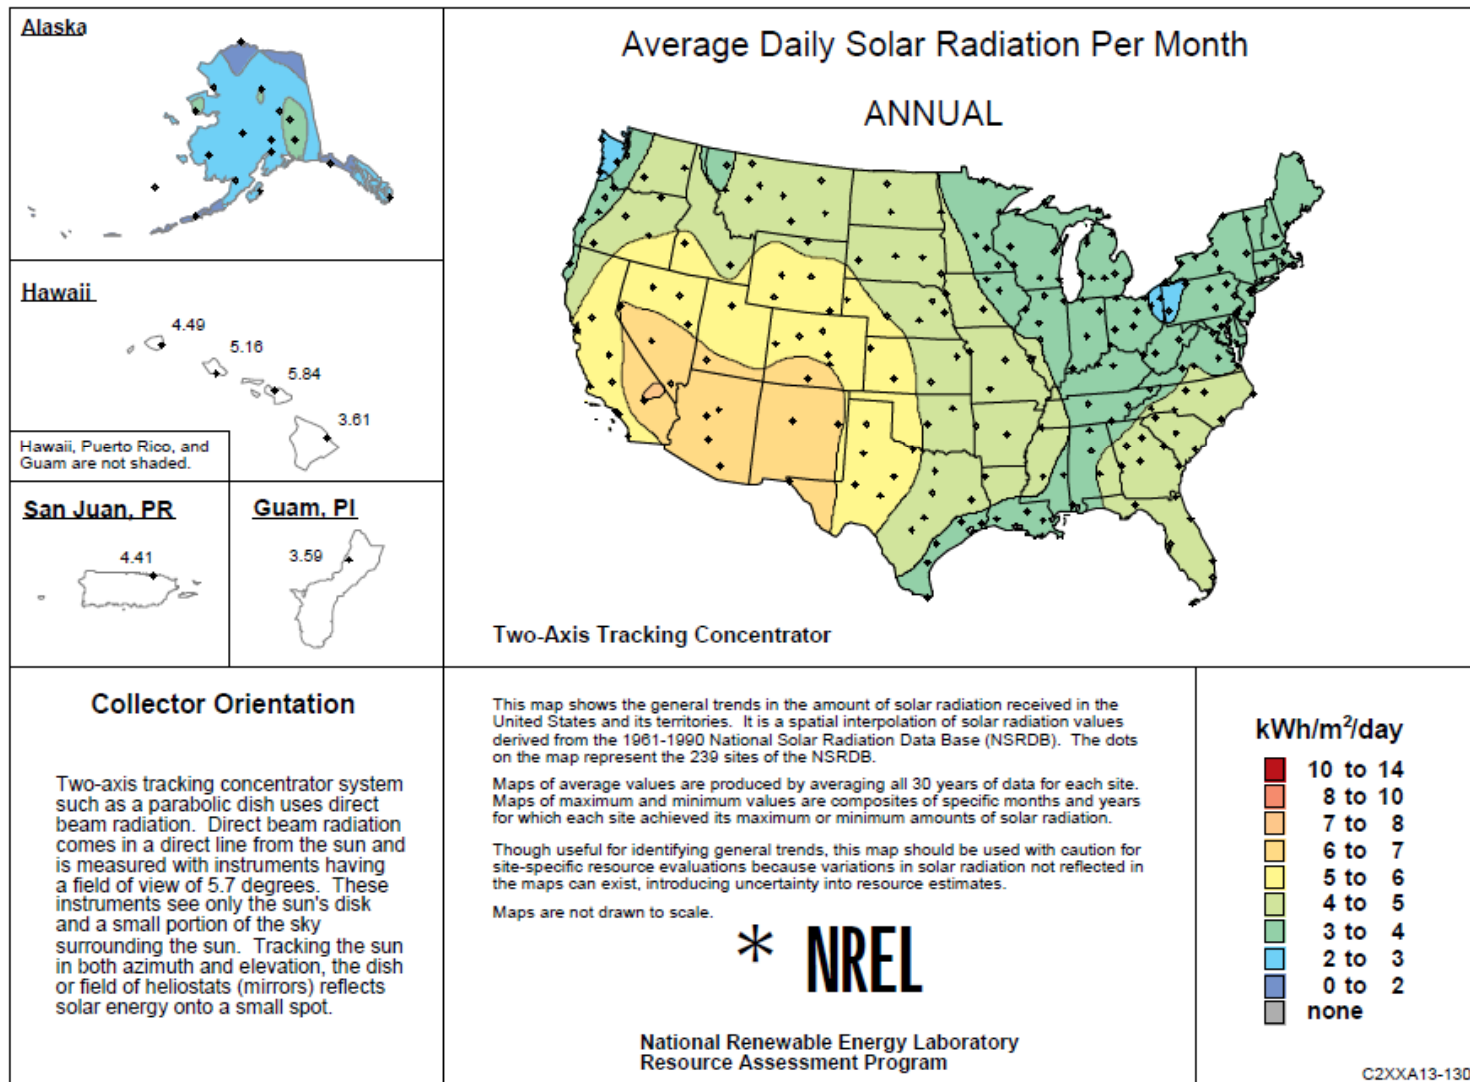 Alaska
Average Daily Solar Radiation Per Month
ANNUAL
Hawaii
4.49
5.16
5.84
3.61
Hawaii, Puerto Rico, and
Guam are not shaded.
San Juan, PR
4.41
Guam, PI
3.59
Two-Axis Tracking Concentrator
Collector Orientation
Two-axis tracking concentrator system
such as a parabolic dish uses direct
beam radiation.  Direct beam radiation
comes in a direct line from the sun and
is measured with instruments having
a field of view of 5.7 degrees.  These
instruments see only the sun's disk
and a small portion of the sky
surrounding the sun.  Tracking the sun
in both azimuth and elevation, the dish
or field of heliostats (mirrors) reflects
solar energy onto a small spot.
This map shows the general trends in the amount of solar radiation received in the
United States and its territories.  It is a spatial interpolation of solar radiation values
derived from the 1961-1990 National Solar Radiation Data Base (NSRDB).  The dots
on the map represent the 239 sites of the NSRDB.
Maps of average values are produced by averaging all 30 years of data for each site.
Maps of maximum and minimum values are composites of specific months and years
for which each site achieved its maximum or minimum amounts of solar radiation.
Though useful for identifying general trends, this map should be used with caution for
site-specific resource evaluations because variations in solar radiation not reflected in
the maps can exist, introducing uncertainty into resource estimates.
Maps are not drawn to scale.
* NREL
National Renewable Energy Laboratory
Resource Assessment Program
kWh/m²/day
10 to 14
8 to 10
7 to 8
6 to 7
5 to 6
4 to 5
3 to 4
2 to 3
0 to 2
none
C2XXA13-130